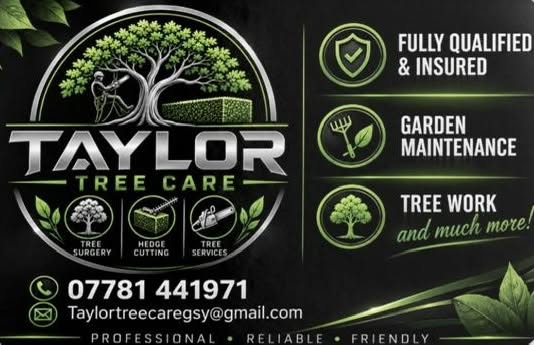 TAYLOR
TREE CARE
TREE
SURGERY
HEDGE
CUTTING
TREE
SERVICES
07781 441971
Taylortreecaregsy@gmail.com
FULLY QUALIFIED
& INSURED
GARDEN
MAINTENANCE
TREE WORK
and much more!
PROFESSIONAL • RELIABLE • FRIENDLY